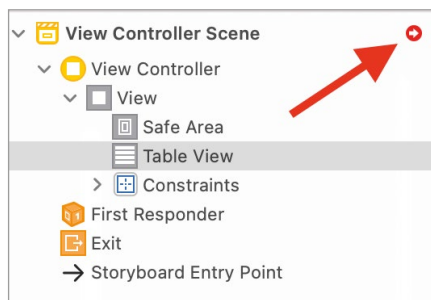 View Controller Scene
View Controller
View
Safe Area
Table View
Constraints
First Responder
Exit
Storyboard Entry Point